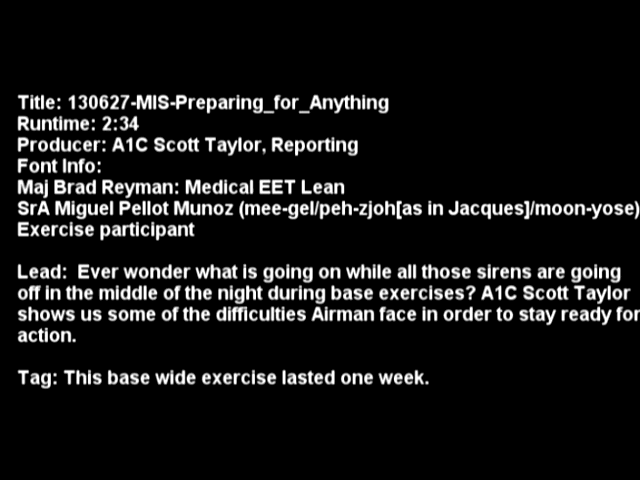 Title: 130627-MIS-Preparing_for_Anything
Runtime: 2:34
Producer: A1C Scott Taylor, Reporting
Font Info:
Maj Brad Reyman: Medical EET Lean
SrA Miguel Pellot Munoz (mee-gel/peh-zjoh[as in Jacques]/moon-yose)
Exercise participant
Lead:  Ever wonder what is going on while all those sirens are going
off in the middle of the night during base exercises? A1C Scott Taylor
shows us some of the difficulties Airman face in order to stay ready for
action.
Tag: This base wide exercise lasted one week.